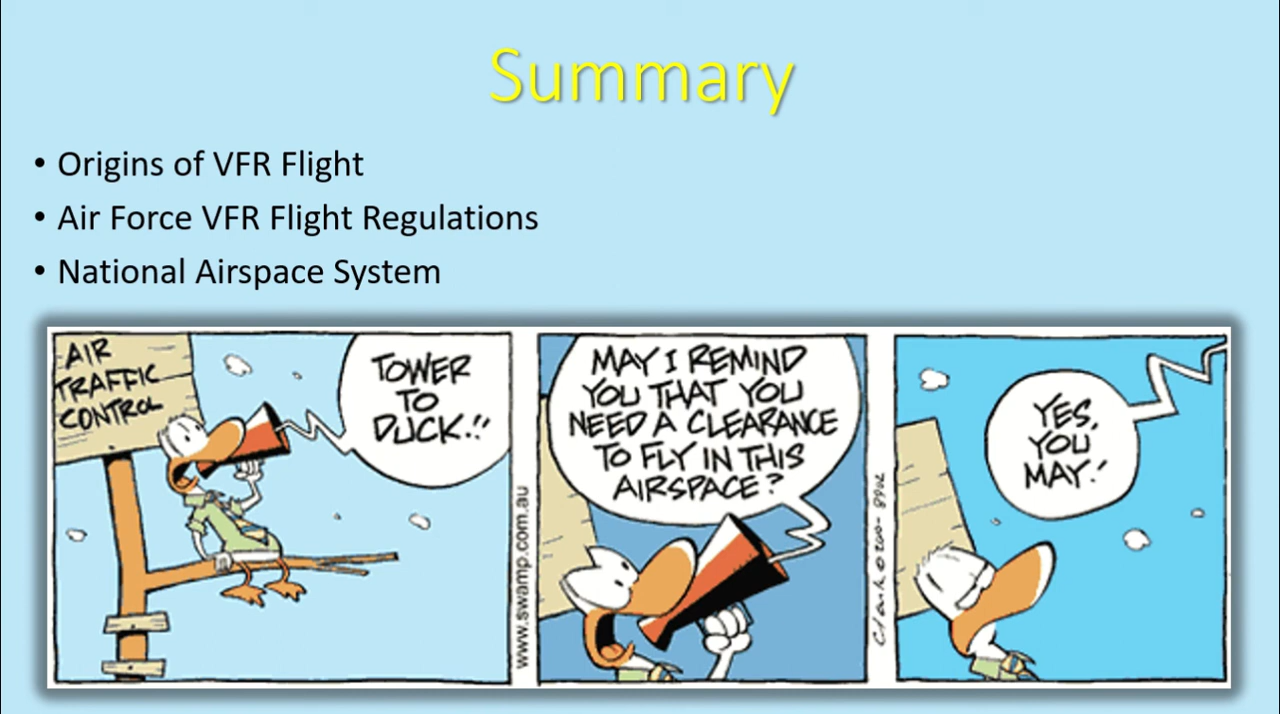 Summary
• Origins of VFR Flight
• Air Force VFR Flight Regulations
• National Airspace System
AIR
TRAFFIC
CONTROL
TOWER
TO
DUCK!!
www.swamp.com.au
MAY I REMIND
YOU THAT YOU
NEED A CLEARANCE
TO FLY IN THIS
AIRSPACE?
YES,
YOU
MAY!